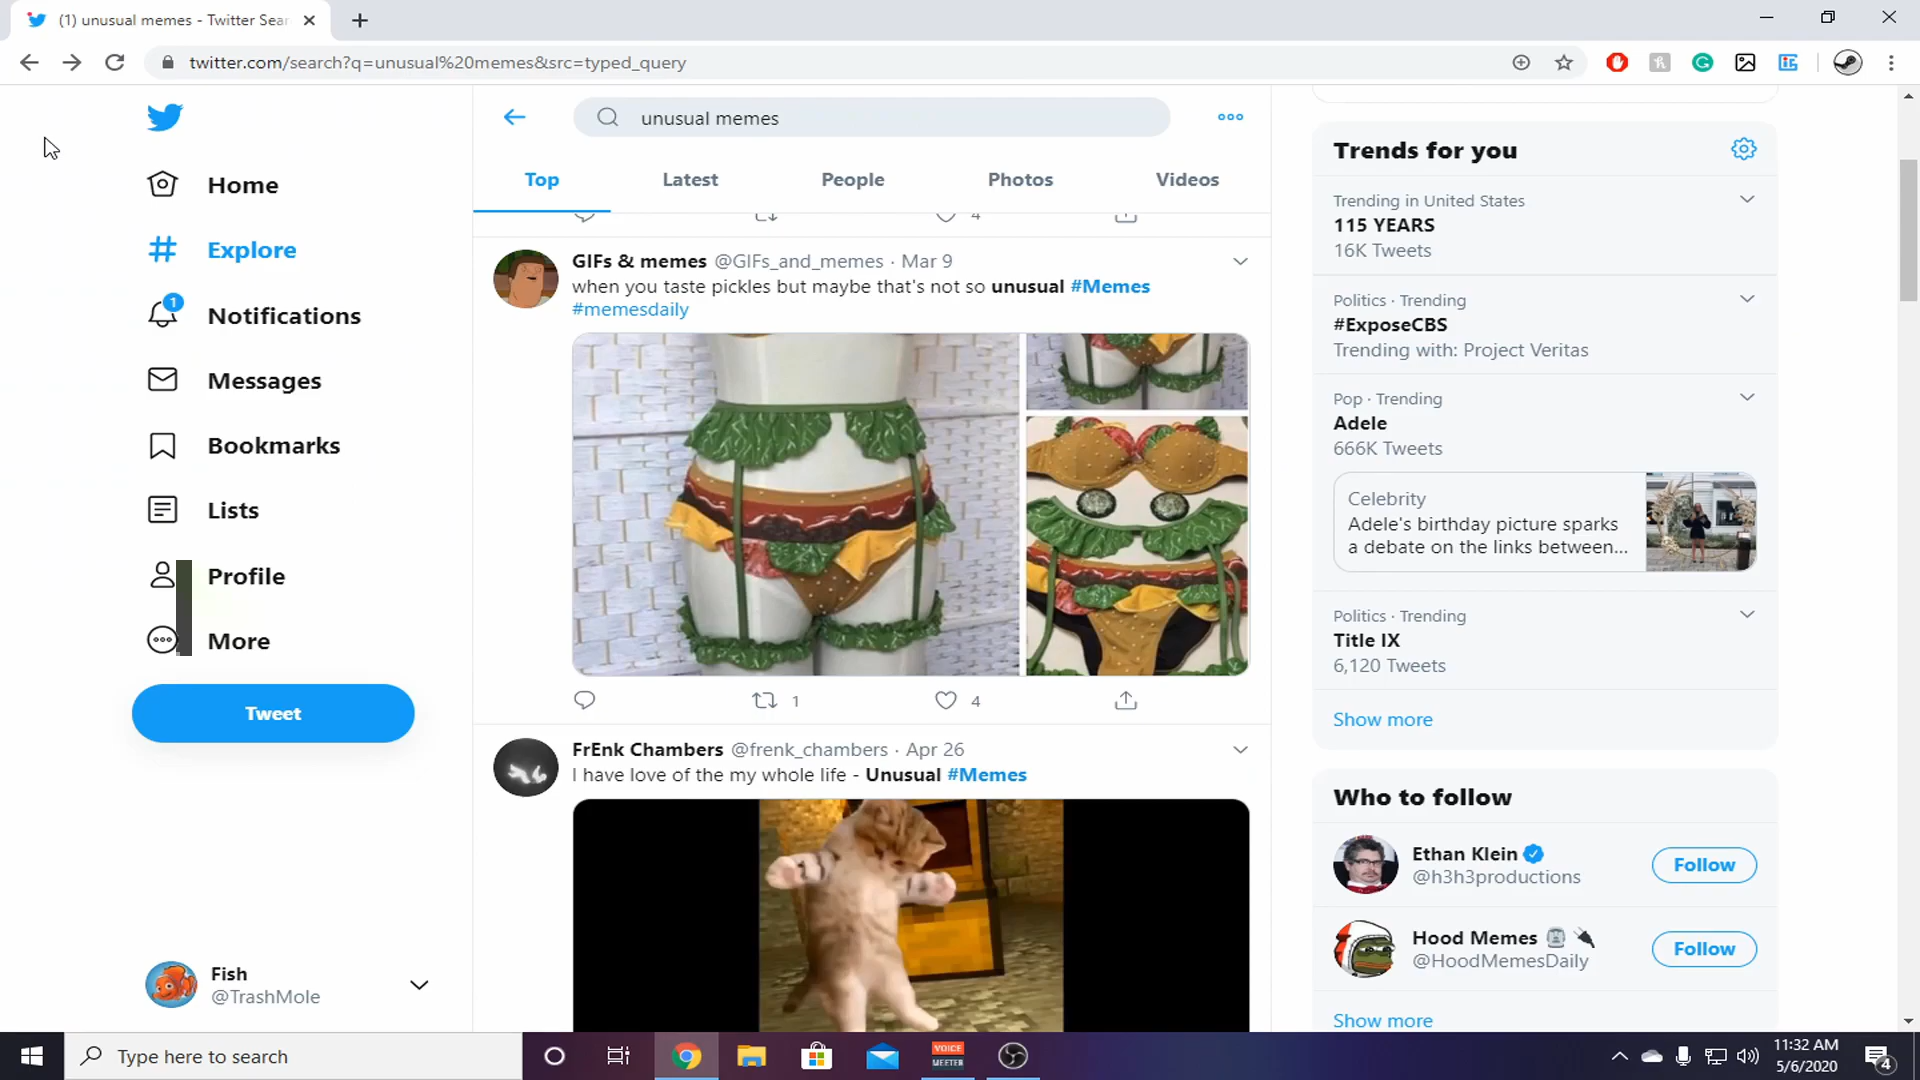 (1) unusual memes - Twitter Sear
twitter.com/search?q=unusual%20memes&src=typed_query
unusual memes
Home
Explore
1
Notifications
Messages
Bookmarks
Lists
Profile
More
Tweet
Fish
@TrashMole
Top Latest People Photos Videos
4
GIFs & memes @GIFs_and_memes · Mar 9
when you taste pickles but maybe that's not so unusual #Memes
#memesdaily
1 4
FrEnk Chambers @frenk_chambers · Apr 26
I have love of the my whole life - Unusual #Memes
Trends for you
Trending in United States
115 YEARS
16K Tweets
Politics · Trending
#ExposeCBS
Trending with: Project Veritas
Pop · Trending
Adele
666K Tweets
Celebrity
Adele's birthday picture sparks
a debate on the links between...
Politics · Trending
Title IX
6,120 Tweets
Show more
Who to follow
Ethan Klein
@h3h3productions
Follow
Hood Memes
@HoodMemesDaily
Follow
Show more
Type here to search
VOICE
MEETER
11:32 AM
5/6/2020
4